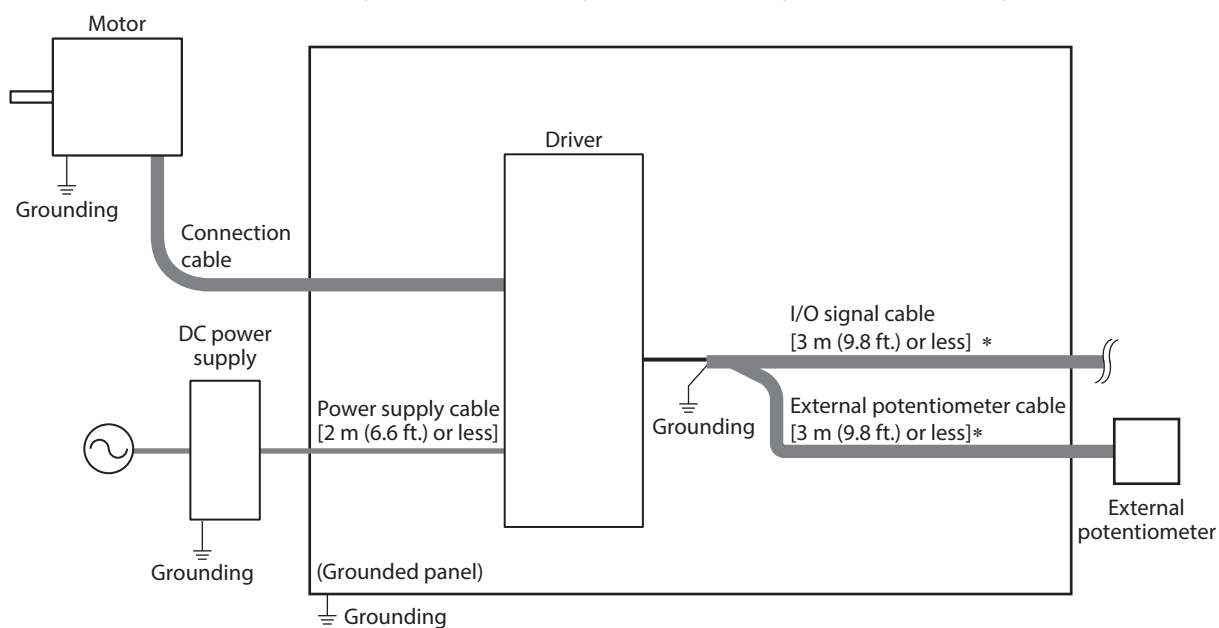 Motor
Grounding
Connection
cable
DC power
supply
Grounding
Driver
Power supply cable
[2 m (6.6 ft.) or less]
I/O signal cable
[3 m (9.8 ft.) or less] *
Grounding
External potentiometer cable
[3 m (9.8 ft.) or less]*
External
potentiometer
(Grounded panel)
Grounding